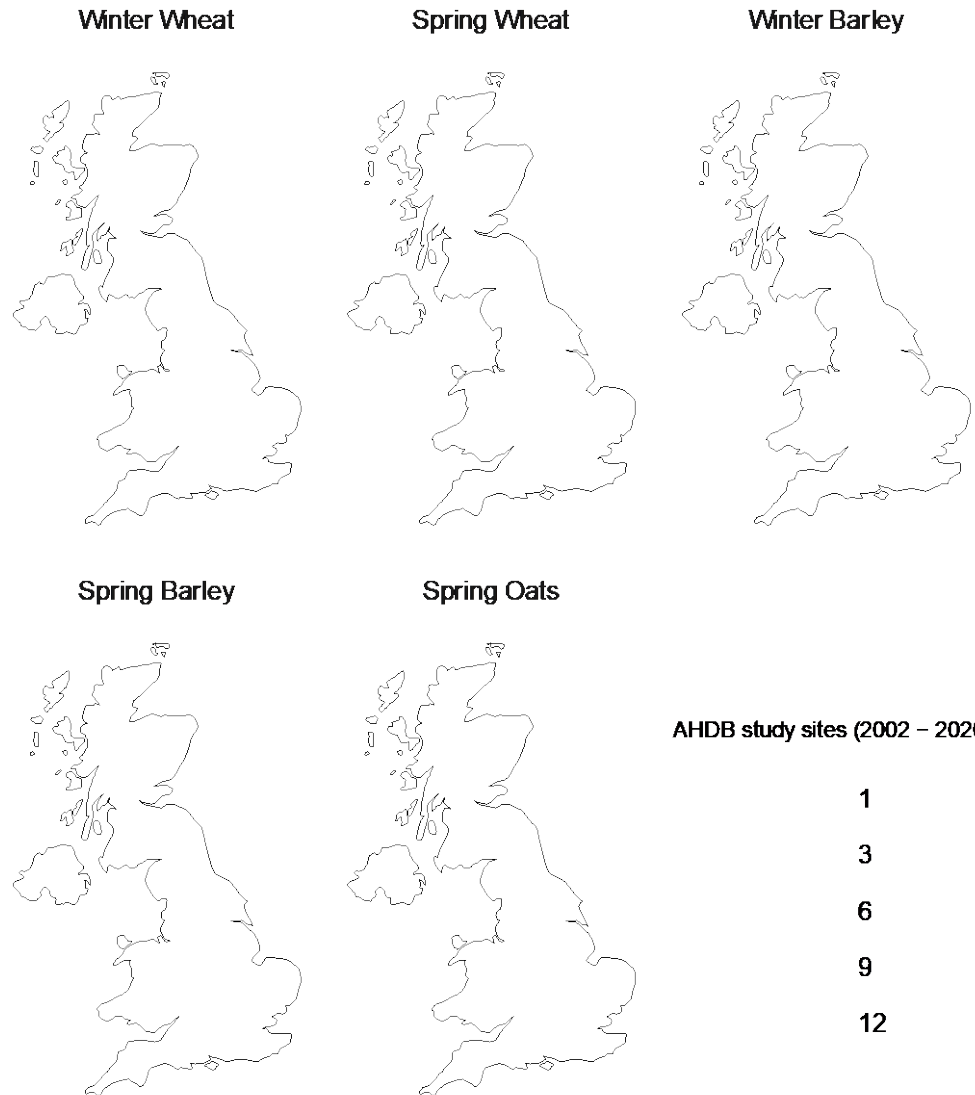 Winter Wheat
Spring Wheat
Winter Barley
Spring Barley
Spring Oats
AHDB study sites (2002 – 202
1
3
6
9
12